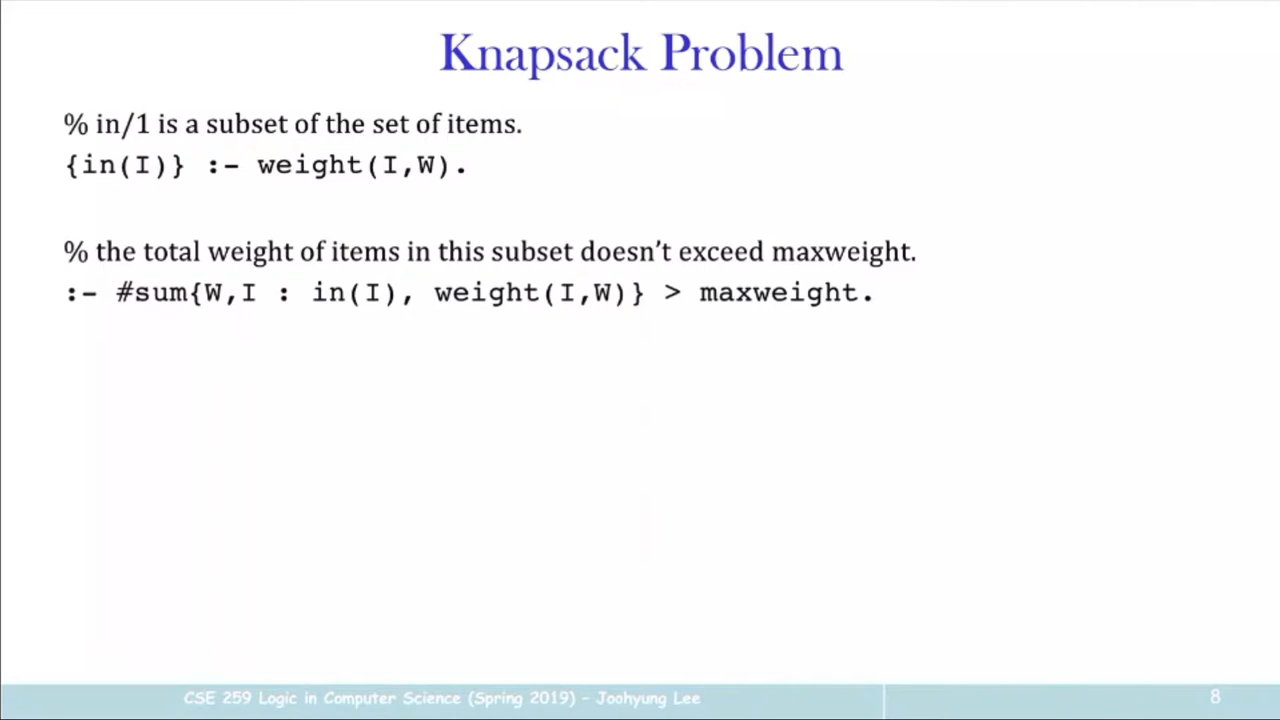 Knapsack Problem
% in/1 is a subset of the set of items.
{in(I)} :- weight(I,W).
% the total weight of items in this subset doesn’t exceed maxweight.
:- #sum{W,I : in(I), weight(I,W)} > maxweight.
CSE 259 Logic in Computer Science (Spring 2019) – Joohyung Lee
8